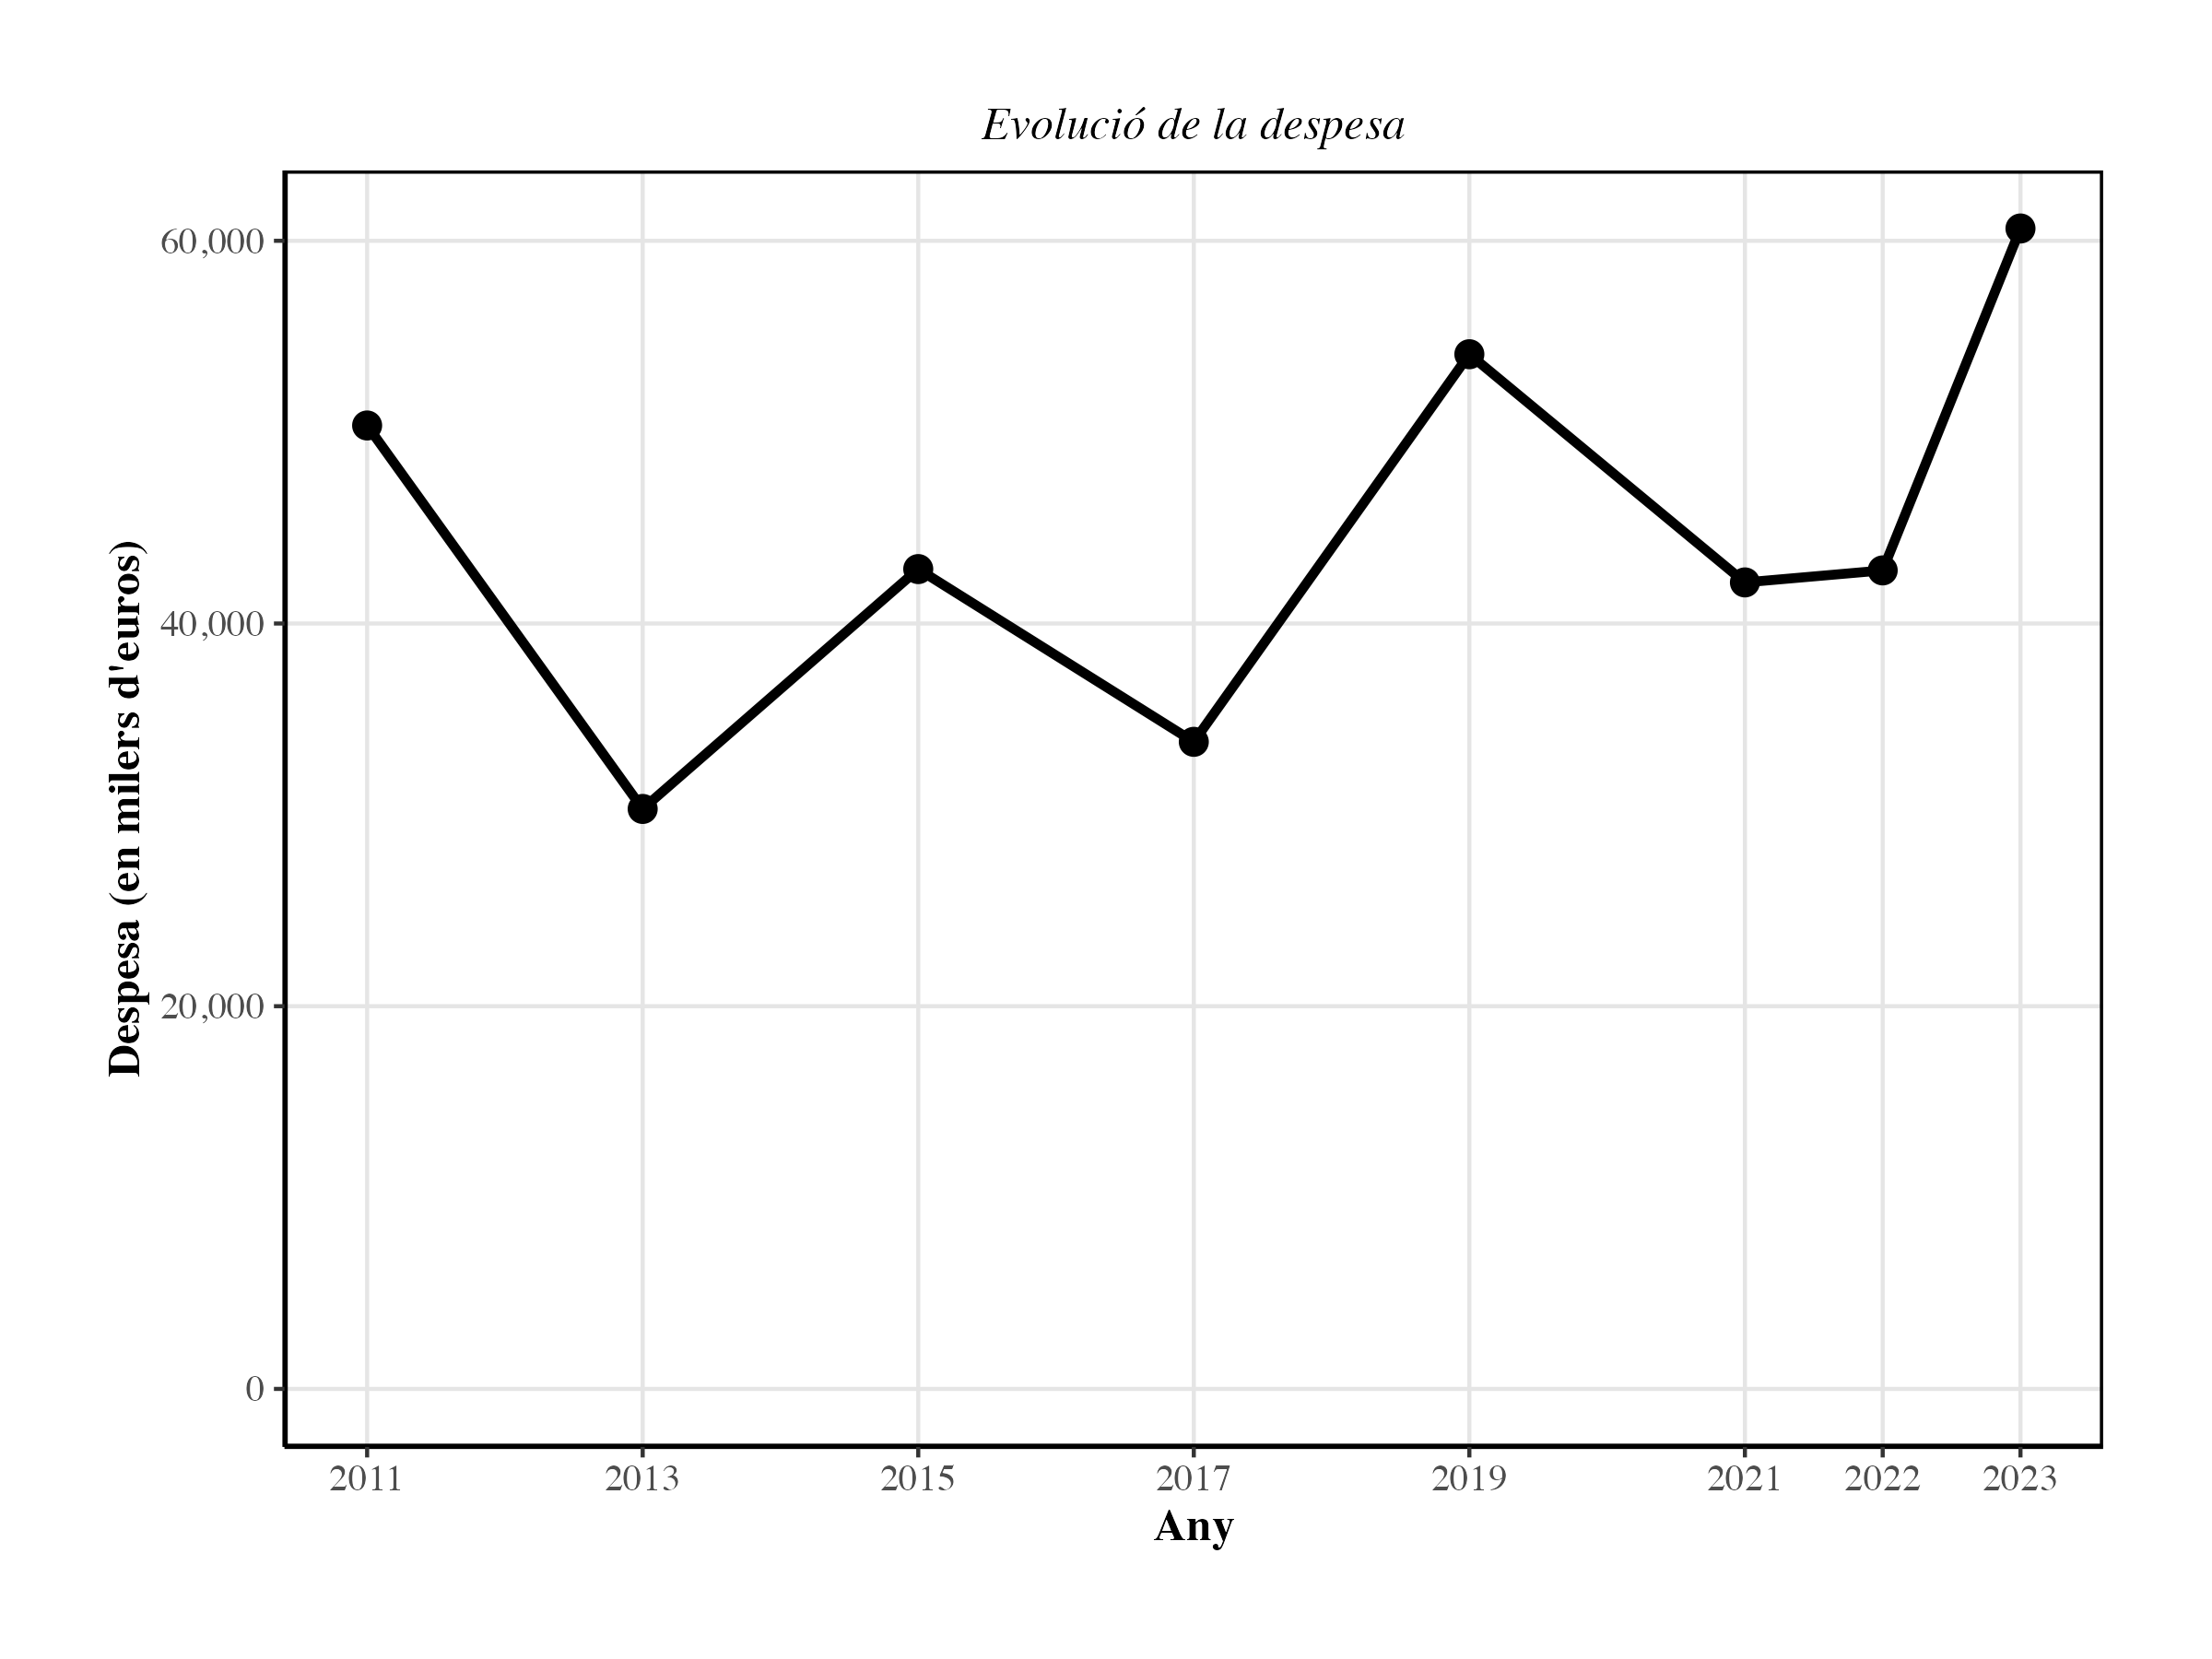 Evolució de la despesa
Despesa (en milers d'euros)
60,000
40,000
20,000
0
2011 2013 2015 2017 2019 2021 2022 2023
Any